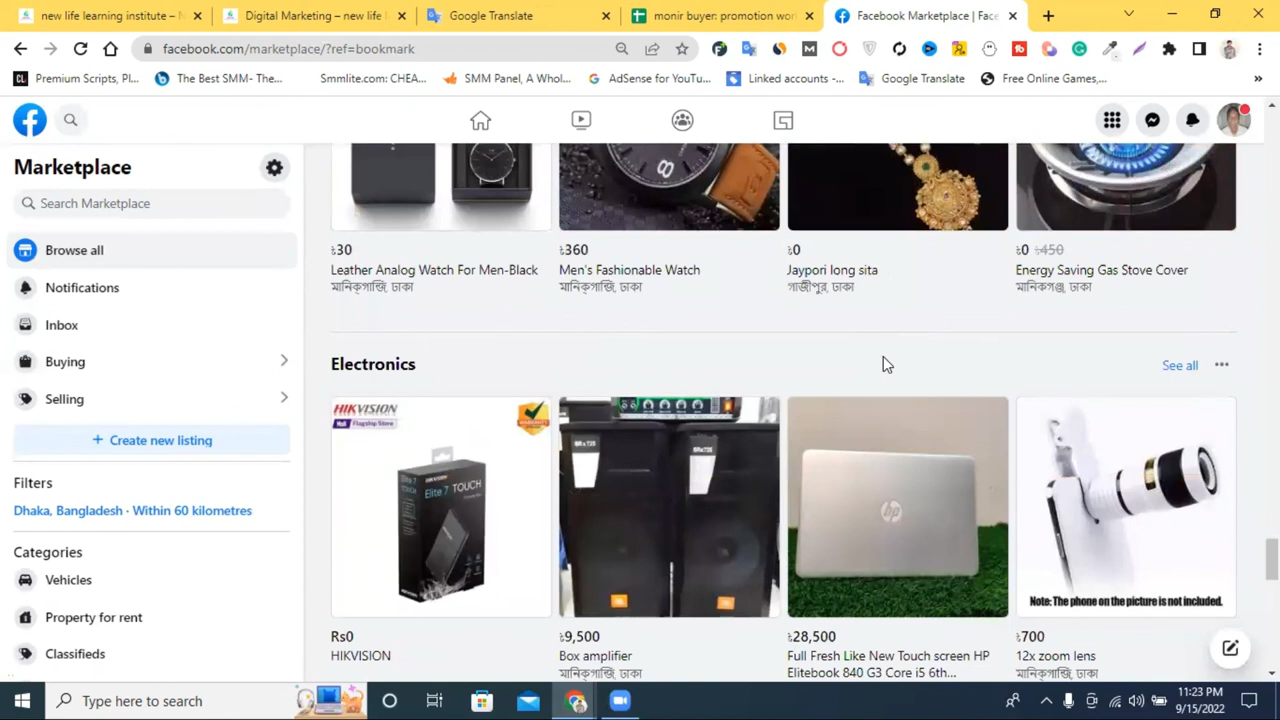 new life learning institute – N
Digital Marketing – new life l
Google Translate
monir buyer: promotion wor
Facebook Marketplace | Face
facebook.com/marketplace/?ref=bookmark
Premium Scripts, Pl...
The Best SMM- The...
Smmlite.com: CHEA...
SMM Panel, A Whol...
AdSense for YouTu...
Linked accounts -...
Google Translate
Free Online Games,...
Marketplace
Search Marketplace
Browse all
Notifications
Inbox
Buying
Selling
+ Create new listing
Filters
Dhaka, Bangladesh · Within 60 kilometres
Categories
Vehicles
Property for rent
Classifieds
৳30
Leather Analog Watch For Men-Black
৳360
Men's Fashionable Watch
৳0
Jaypori long sita
গাজীপুর, ঢাকা
৳0 ৳450
Energy Saving Gas Stove Cover
মানিকগঞ্জ, ঢাকা
Electronics
See all
HIKVISION
Flagship Store
Elite 7 TOUCH
Rs0
HIKVISION
৳9,500
Box amplifier
hp
৳28,500
Full Fresh Like New Touch screen HP
Elitebook 840 G3 Core i5 6th...
Note: The phone on the picture is not included.
৳700
12x zoom lens
Type here to search
11:23 PM
9/15/2022